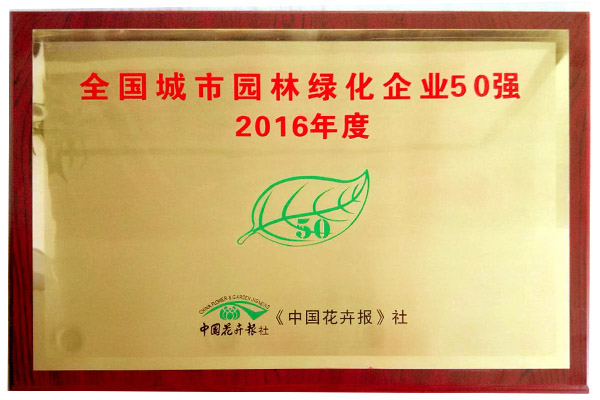 全国城市园林绿化企业50强
2016年度
50
CHINA FLOWER & GARDEN NEWS
中国花卉报社
《中国花卉报》社